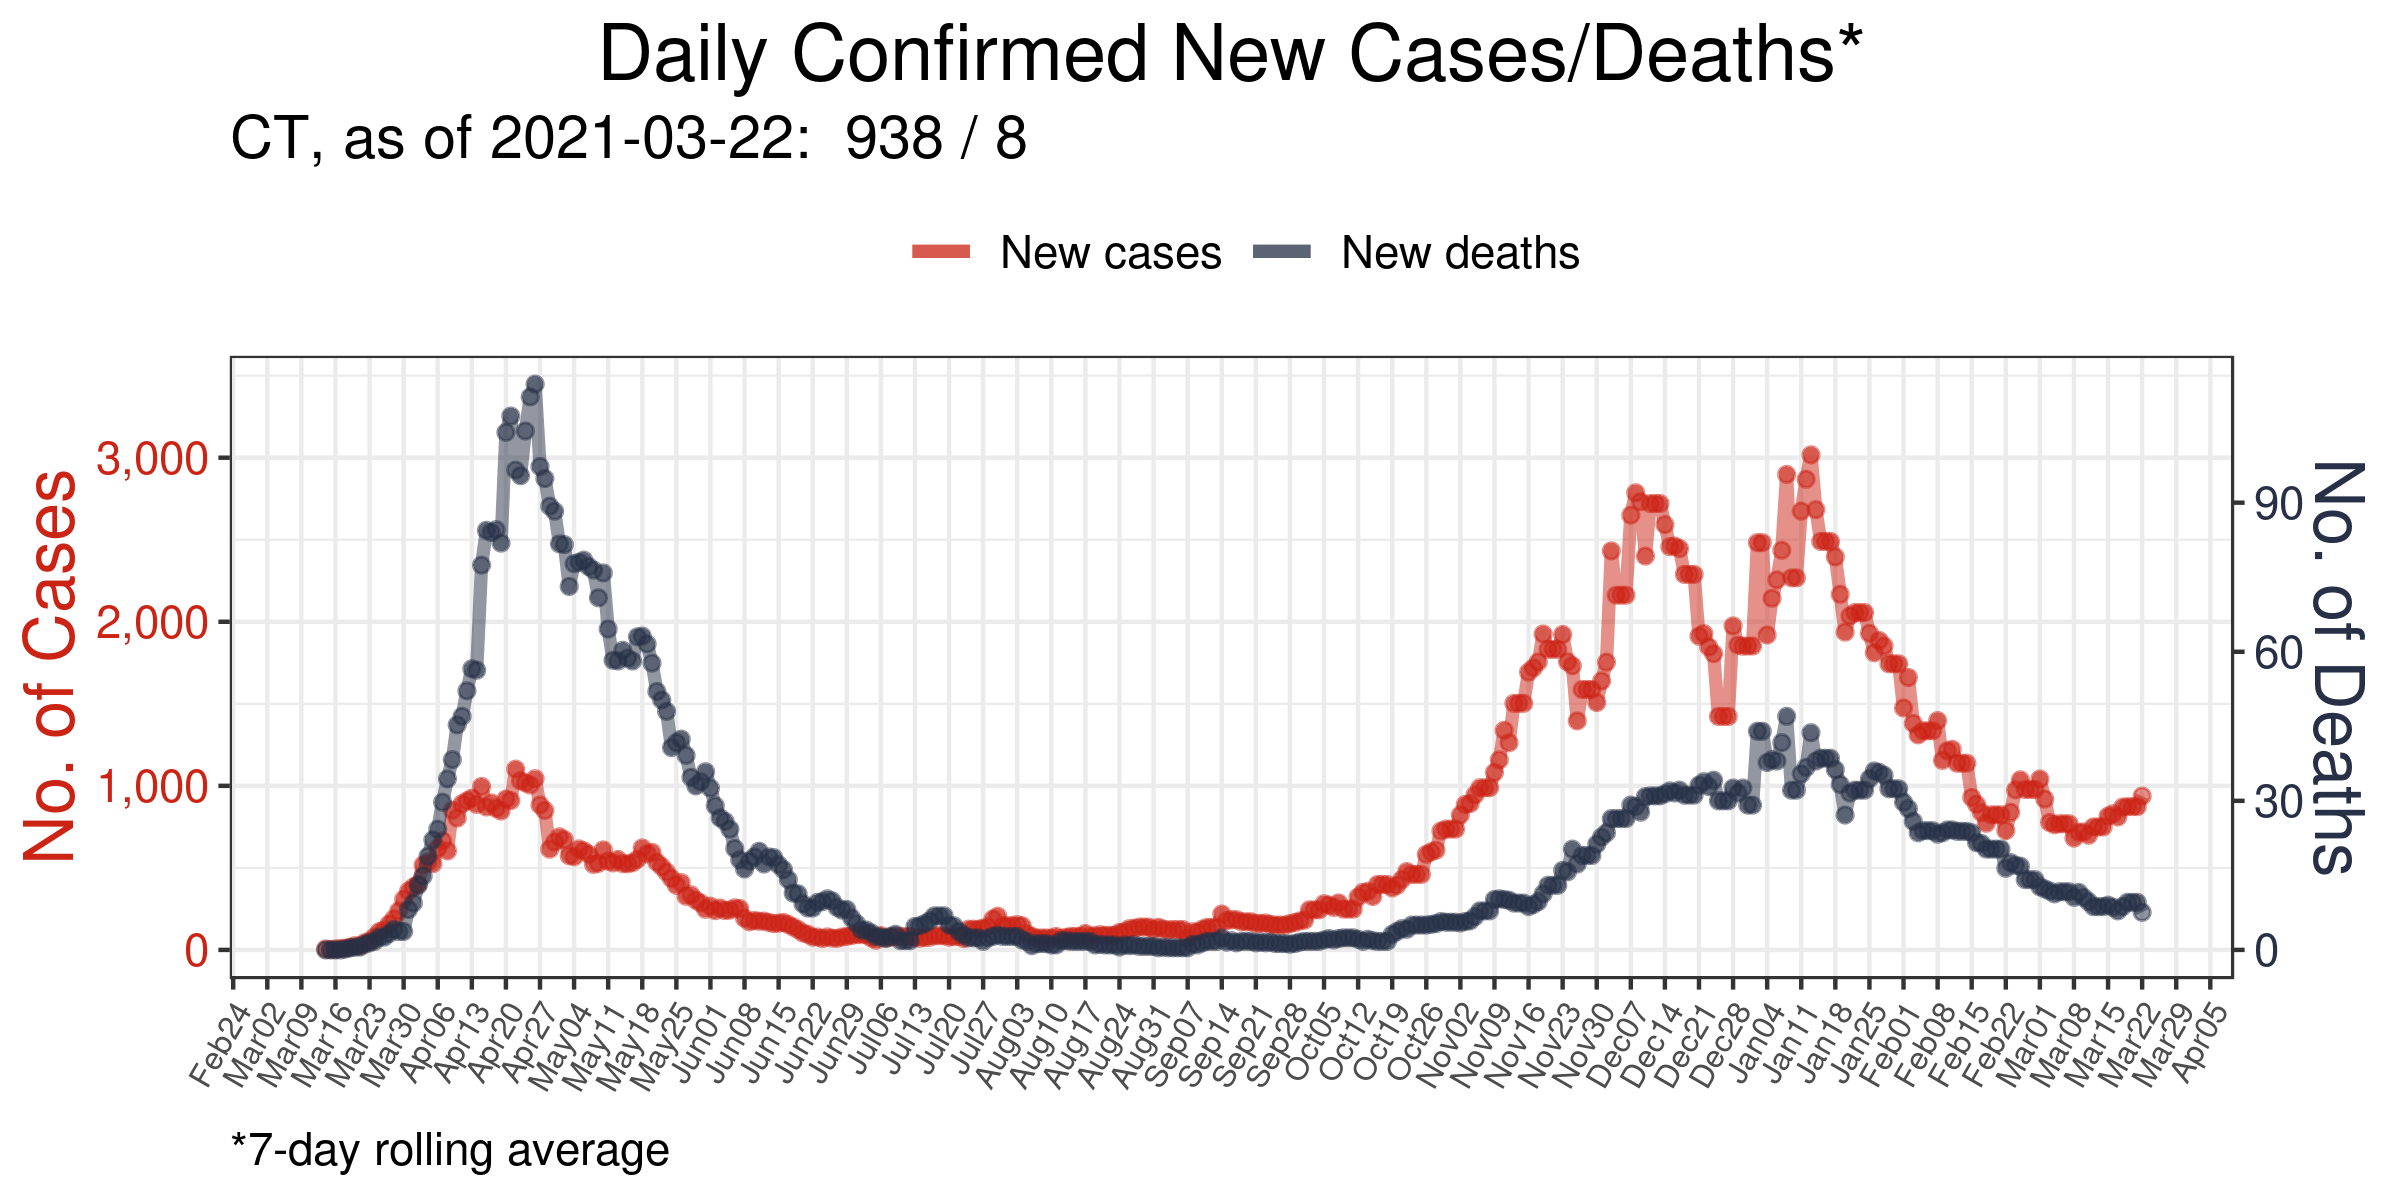 Daily Confirmed New Cases/Deaths*
CT, as of 2021-03-22:  938 / 8
New cases
New deaths
No. of Cases
3,000
2,000
1,000
0
90
60
30
0
No. of Deaths
Feb24
Mar02
Mar09
Mar16
Mar23
Mar30
Apr06
Apr13
Apr20
Apr27
May04
May11
May18
May25
Jun01
Jun08
Jun15
Jun22
Jun29
Jul06
Jul13
Jul20
Jul27
Aug03
Aug10
Aug17
Aug24
Aug31
Sep07
Sep14
Sep21
Sep28
Oct05
Oct12
Oct19
Oct26
Nov02
Nov09
Nov16
Nov23
Nov30
Dec07
Dec14
Dec21
Dec28
Jan04
Jan11
Jan18
Jan25
Feb01
Feb08
Feb15
Feb22
Mar01
Mar08
Mar15
Mar22
Mar29
Apr05
*7-day rolling average